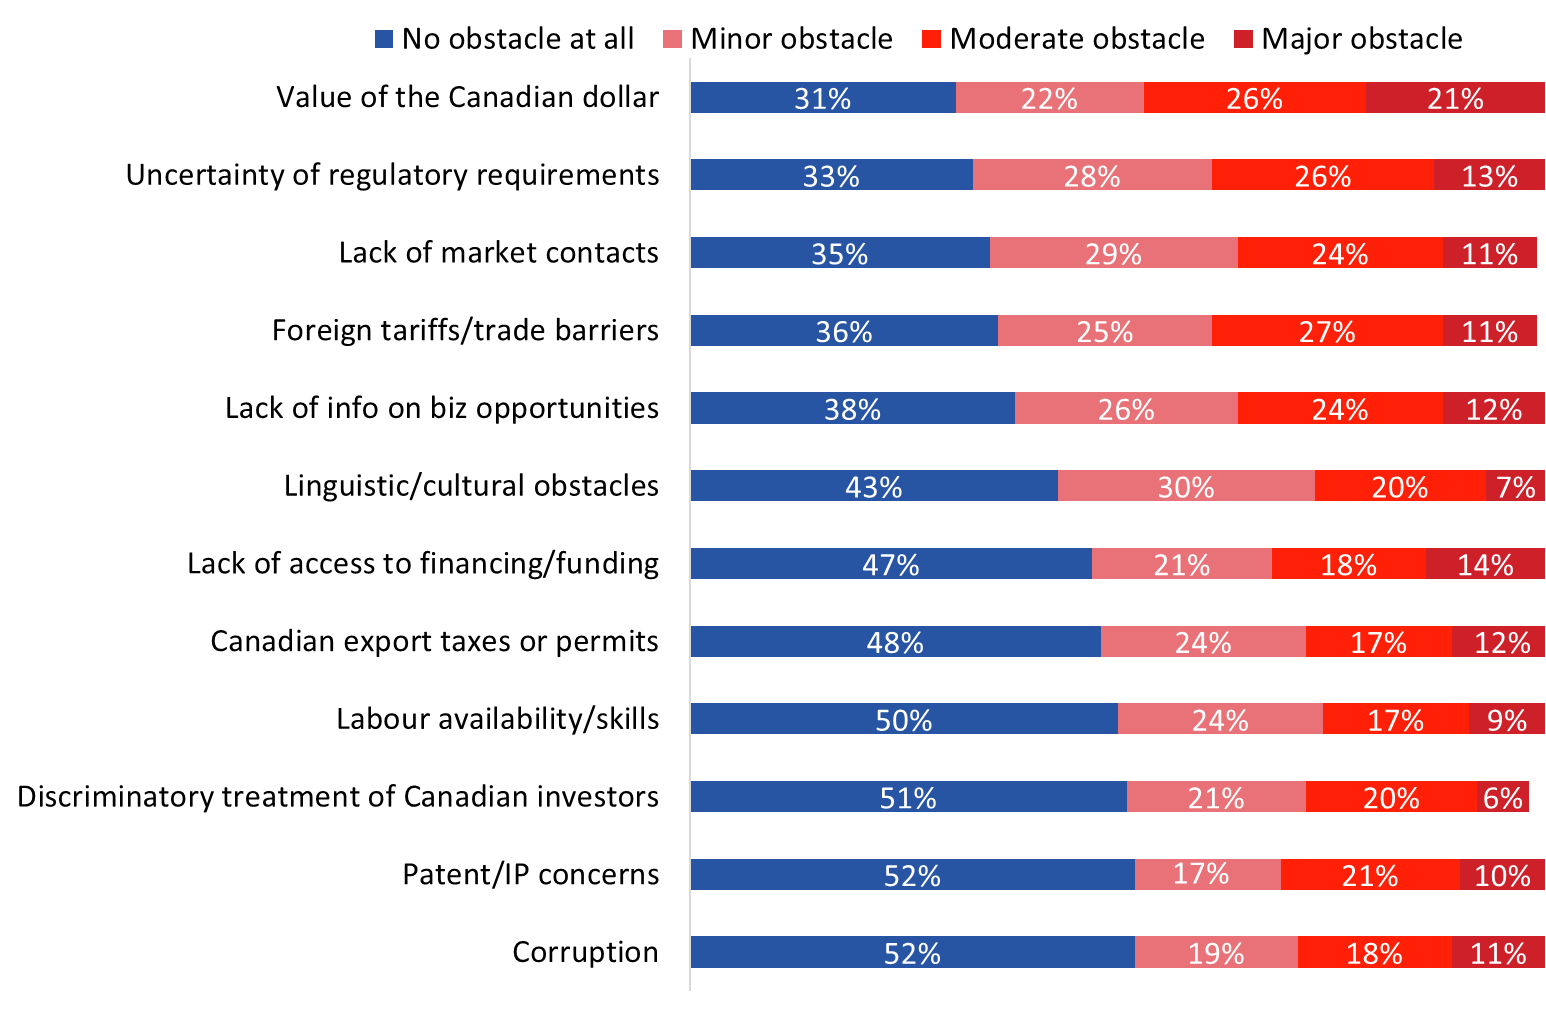 No obstacle at all Minor obstacle Moderate obstacle Major obstacle
Value of the Canadian dollar 31% 22% 26% 21%
Uncertainty of regulatory requirements 33% 28% 26% 13%
Lack of market contacts 35% 29% 24% 11%
Foreign tariffs/trade barriers 36% 25% 27% 11%
Lack of info on biz opportunities 38% 26% 24% 12%
Linguistic/cultural obstacles 43% 30% 20% 7%
Lack of access to financing/funding 47% 21% 18% 14%
Canadian export taxes or permits 48% 24% 17% 12%
Labour availability/skills 50% 24% 17% 9%
Discriminatory treatment of Canadian investors 51% 21% 20% 6%
Patent/IP concerns 52% 17% 21% 10%
Corruption 52% 19% 18% 11%